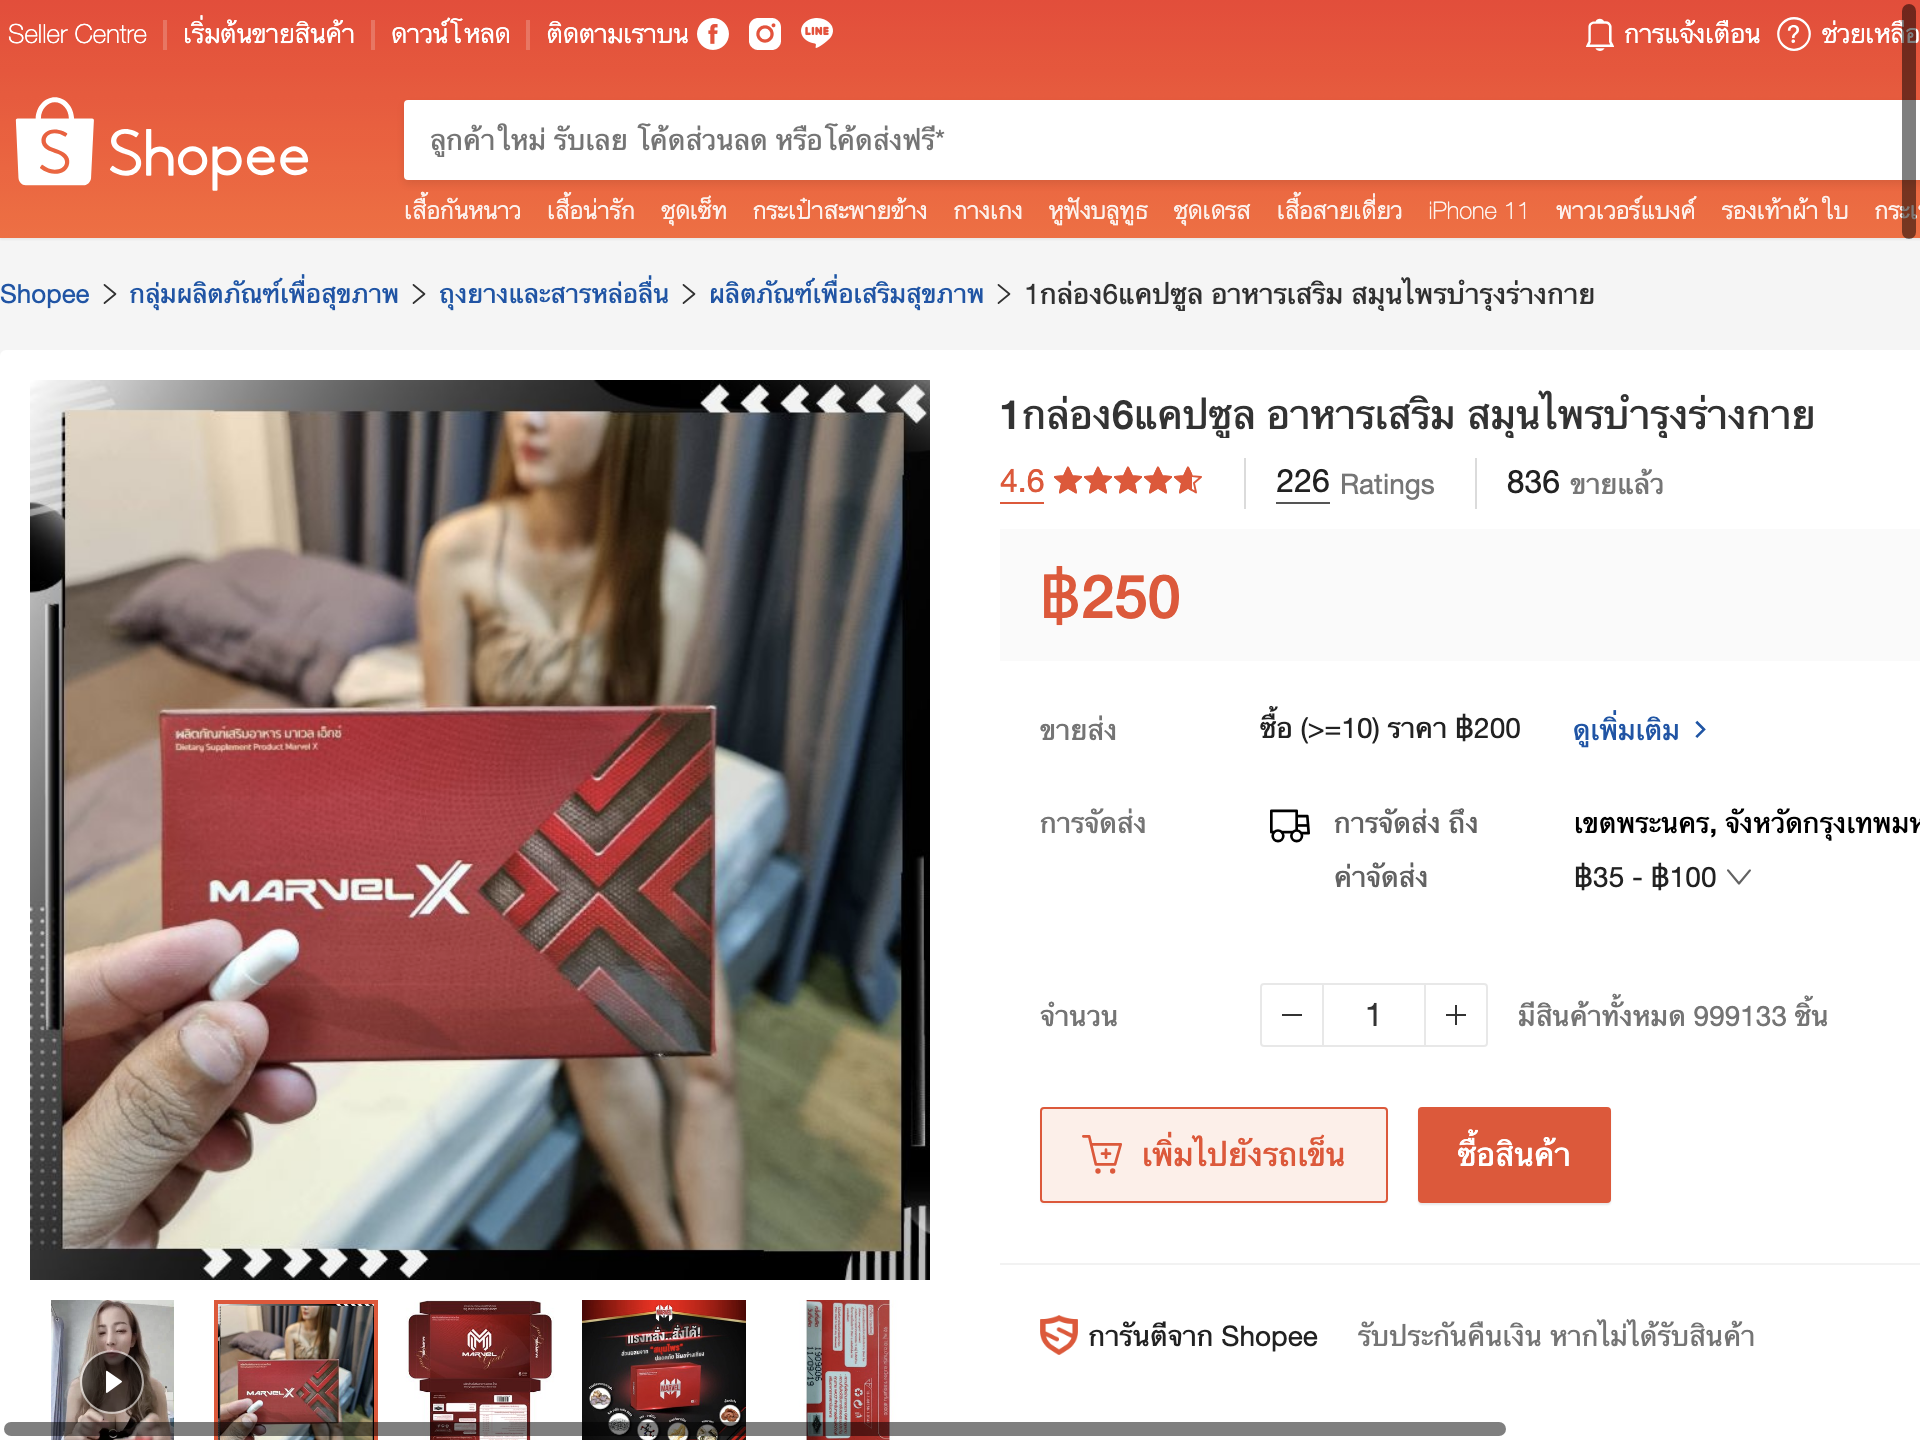 Seller Centre
เริ่มต้นขายสินค้า
ดาวน์โหลด
ติดตามเราบน
LINE
การแจ้งเตือน
ช่วยเหลือ
Shopee
ลูกค้าใหม่ รับเลย โค้ดส่วนลด หรือโค้ดส่งฟรี*
เสื้อกันหนาว เสื้อน่ารัก ชุดเซ็ท กระเป๋าสะพายข้าง กางเกง หูฟังบลูทูธ ชุดเดรส เสื้อสายเดี่ยว iPhone 11 พาวเวอร์แบงค์ รองเท้าผ้าใบ
Shopee > กลุ่มผลิตภัณฑ์เพื่อสุขภาพ > ถุงยางและสารหล่อลื่น > ผลิตภัณฑ์เพื่อเสริมสุขภาพ > 1กล่อง6แคปซูล อาหารเสริม สมุนไพรบำรุงร่างกาย
ผลิตภัณฑ์เสริมอาหาร มาเวล เอ็กซ์
Dietary Supplement Product Marvel X
MARVEL X
1กล่อง6แคปซูล อาหารเสริม สมุนไพรบำรุงร่างกาย
4.6
226 Ratings
836 ขายแล้ว
฿250
ขายส่ง
ซื้อ (>=10) ราคา ฿200
ดูเพิ่มเติม >
การจัดส่ง
การจัดส่ง ถึง
เขตพระนคร, จังหวัดกรุงเทพมห
ค่าจัดส่ง
฿35 - ฿100
จำนวน
1
มีสินค้าทั้งหมด 999133 ชิ้น
เพิ่มไปยังรถเข็น
ซื้อสินค้า
การันตีจาก Shopee
รับประกันคืนเงิน หากไม่ได้รับสินค้า
MARVEL X
MARVEL
แรงหลั่ง..สั่งได้!